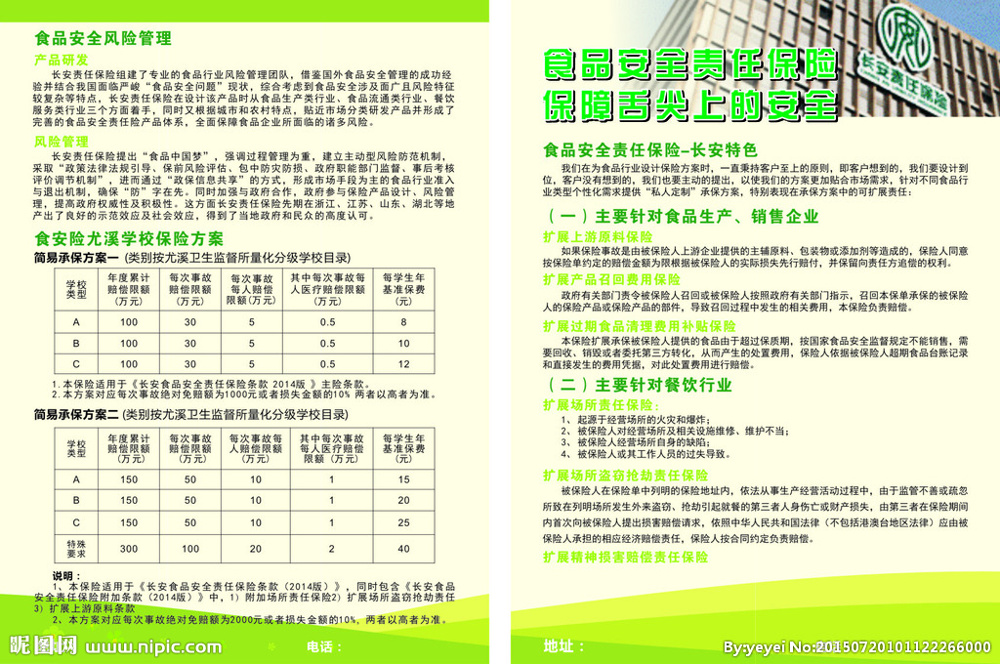 食品安全风险管理
产品研发
长安责任保险组建了专业的食品行业风险管理团队，借鉴国外食品安全管理的成功经
验并结合我国面临严峻“食品安全问题”现状，综合考虑到食品安全涉及面广且风险特征
较复杂等特点，长安责任保险在设计该产品时从食品生产类行业、食品流通类行业、餐饮
服务类行业三个方面着手，同时又根据城市和农村特点，贴近市场分类研发产品并形成了
完善的食品安全责任险产品体系，全面保障食品企业所面临的诸多风险。
风险管理
长安责任保险提出“食品中国梦”，强调过程管理为重，建立主动型风险防范机制，
采取“政策法律法规引导、保前风险评估、包中防灾防损、政府职能部门监督、事后考核
评价调节机制”，进而通过“政保信息共享”的方式，形成市场手段为主的食品行业准入
与退出机制，确保“防”字在先。同时加强与政府合作，政府参与保险产品设计、风险管
理，提高政府权威性及积极性。这方面长安责任保险先期在浙江、江苏、山东、湖北等地
产出了良好的示范效应及社会效应，得到了当地政府和民众的高度认可。
食安险尤溪学校保险方案
简易承保方案一 (类别按尤溪卫生监督所量化分级学校目录)
学校类型 年度累计赔偿限额(万元) 每次事故赔偿限额(万元) 每次事故每人赔偿限额(万元) 其中每次事故每人医疗赔偿限额(万元) 每学生年基准保费(元)
A 100 30 5 0.5 8
B 100 30 5 0.5 10
C 100 30 5 0.5 12
1.本保险适用于《长安食品安全责任保险条款 2014版 》主险条款。
2.本方案对应每次事故绝对免赔额为1000元或者损失金额的10% 两者以高者为准。
简易承保方案二 (类别按尤溪卫生监督所量化分级学校目录)
学校类型 年度累计赔偿限额(万元) 每次事故赔偿限额(万元) 每次事故每人赔偿限额(万元) 其中每次事故每人医疗赔偿限额 (万元) 每学生年基准保费(元)
A 150 50 10 1 15
B 150 50 10 1 20
C 150 50 10 1 25
特殊要求 300 100 20 2 40
说明：
1、本保险适用于《长安食品安全责任保险条款（2014版）》，同时包含《长安食品
安全责任保险附加条款（2014版）》中，1）附加场所责任保险2）扩展场所盗窃抢劫责任
3）扩展上游原料条款
2、本方案对应每次事故绝对免赔额为2000元或者损失金额的10%，两者以高者为准。
电话：
昵图网 www.nipic.com
长安责任保险
食品安全责任保险
保障舌尖上的安全
食品安全责任保险–长安特色
我们在为食品行业设计保险方案时，一直秉持客户至上的原则，即客户想到的，我们要设计到
位，客户没有想到的，我们也要主动的提出，以使我们的方案更加贴合市场需求，针对不同食品行
业类型个性化需求提供“私人定制”承保方案，特别表现在承保方案中的可扩展责任：
（一）主要针对食品生产、销售企业
扩展上游原料保险
如果保险事故是由被保险人上游企业提供的主辅原料、包装物或添加剂等造成的，保险人同意
按保险单约定的赔偿金额为限根据被保险人的实际损失先行赔付，并保留向责任方追偿的权利。
扩展产品召回费用保险
政府有关部门责令被保险人召回或被保险人按照政府有关部门指示，召回本保单承保的被保险
人的保险产品或保险产品的部件，导致召回过程中发生的相关费用，本保险负责赔偿。
扩展过期食品清理费用补贴保险
本保险扩展承保被保险人提供的食品由于超过保质期，按国家食品安全监督规定不能销售，需
要回收、销毁或者委托第三方转化，从而产生的处置费用，保险人依据被保险人超期食品台账记录
和直接发生的费用凭据，对此处置费用进行赔偿。
（二）主要针对餐饮行业
扩展场所责任保险：
1、起源于经营场所的火灾和爆炸；
2、被保险人对经营场所及相关设施维修、维护不当；
3、被保险人经营场所自身的缺陷；
4、被保险人或其工作人员的过失导致。
扩展场所盗窃抢劫责任保险
被保险人在保险单中列明的保险地址内，依法从事生产经营活动过程中，由于监管不善或疏忽
所致在列明场所发生外来盗窃、抢劫引起就餐的第三者人身伤亡或财产损失，由第三者在保险期间
内首次向被保险人提出损害赔偿请求，依照中华人民共和国法律（不包括港澳台地区法律）应由被
保险人承担的相应经济赔偿责任，保险人按合同约定负责赔偿。
扩展精神损害赔偿责任保险
地址：
By:yeyei No:20150720101122266000